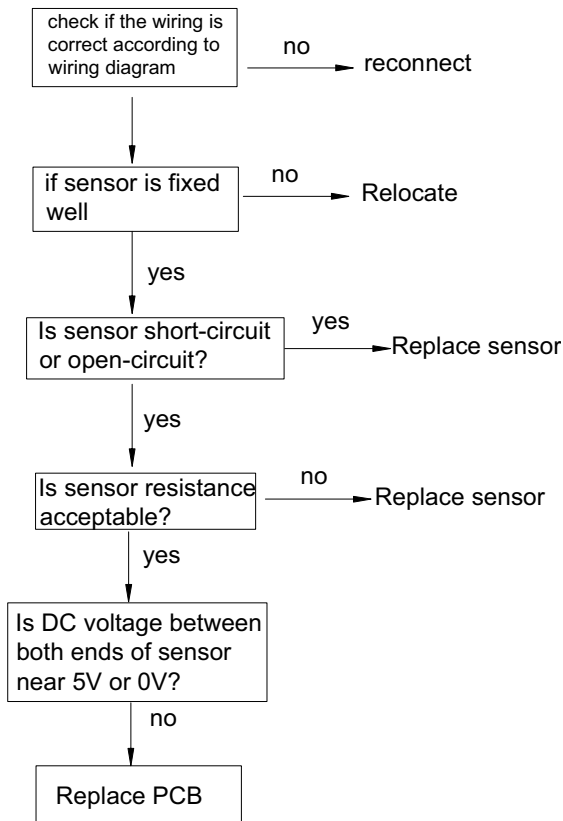 check if the wiring is
correct according to
wiring diagram
no
reconnect
if sensor is fixed
well
no
Relocate
yes
Is sensor short-circuit
or open-circuit?
yes
Replace sensor
yes
Is sensor resistance
acceptable?
no
Replace sensor
yes
Is DC voltage between
both ends of sensor
near 5V or 0V?
no
Replace PCB